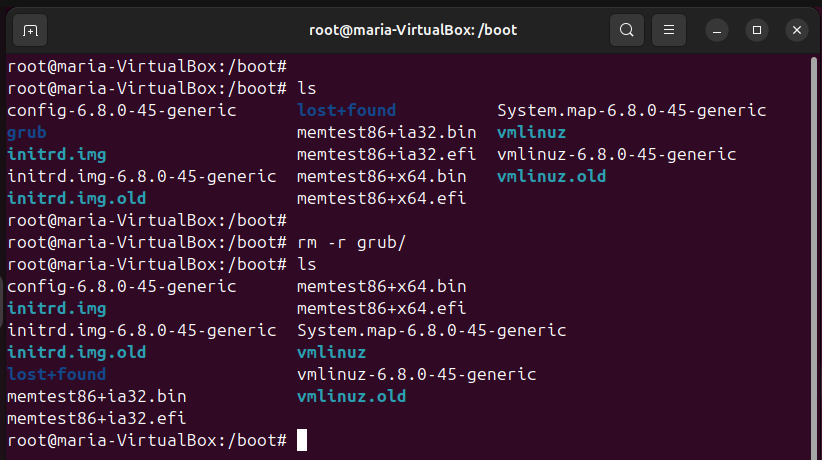 root@maria-VirtualBox: /boot
root@maria-VirtualBox:/boot#
root@maria-VirtualBox:/boot# ls
config-6.8.0-45-generic lost+found System.map-6.8.0-45-generic
grub memtest86+ia32.bin vmlinuz
initrd.img memtest86+ia32.efi vmlinuz-6.8.0-45-generic
initrd.img-6.8.0-45-generic memtest86+x64.bin vmlinuz.old
initrd.img.old memtest86+x64.efi
root@maria-VirtualBox:/boot#
root@maria-VirtualBox:/boot# rm -r grub/
root@maria-VirtualBox:/boot# ls
config-6.8.0-45-generic memtest86+x64.bin
initrd.img memtest86+x64.efi
initrd.img-6.8.0-45-generic System.map-6.8.0-45-generic
initrd.img.old vmlinuz
lost+found vmlinuz-6.8.0-45-generic
memtest86+ia32.bin vmlinuz.old
memtest86+ia32.efi
root@maria-VirtualBox:/boot#